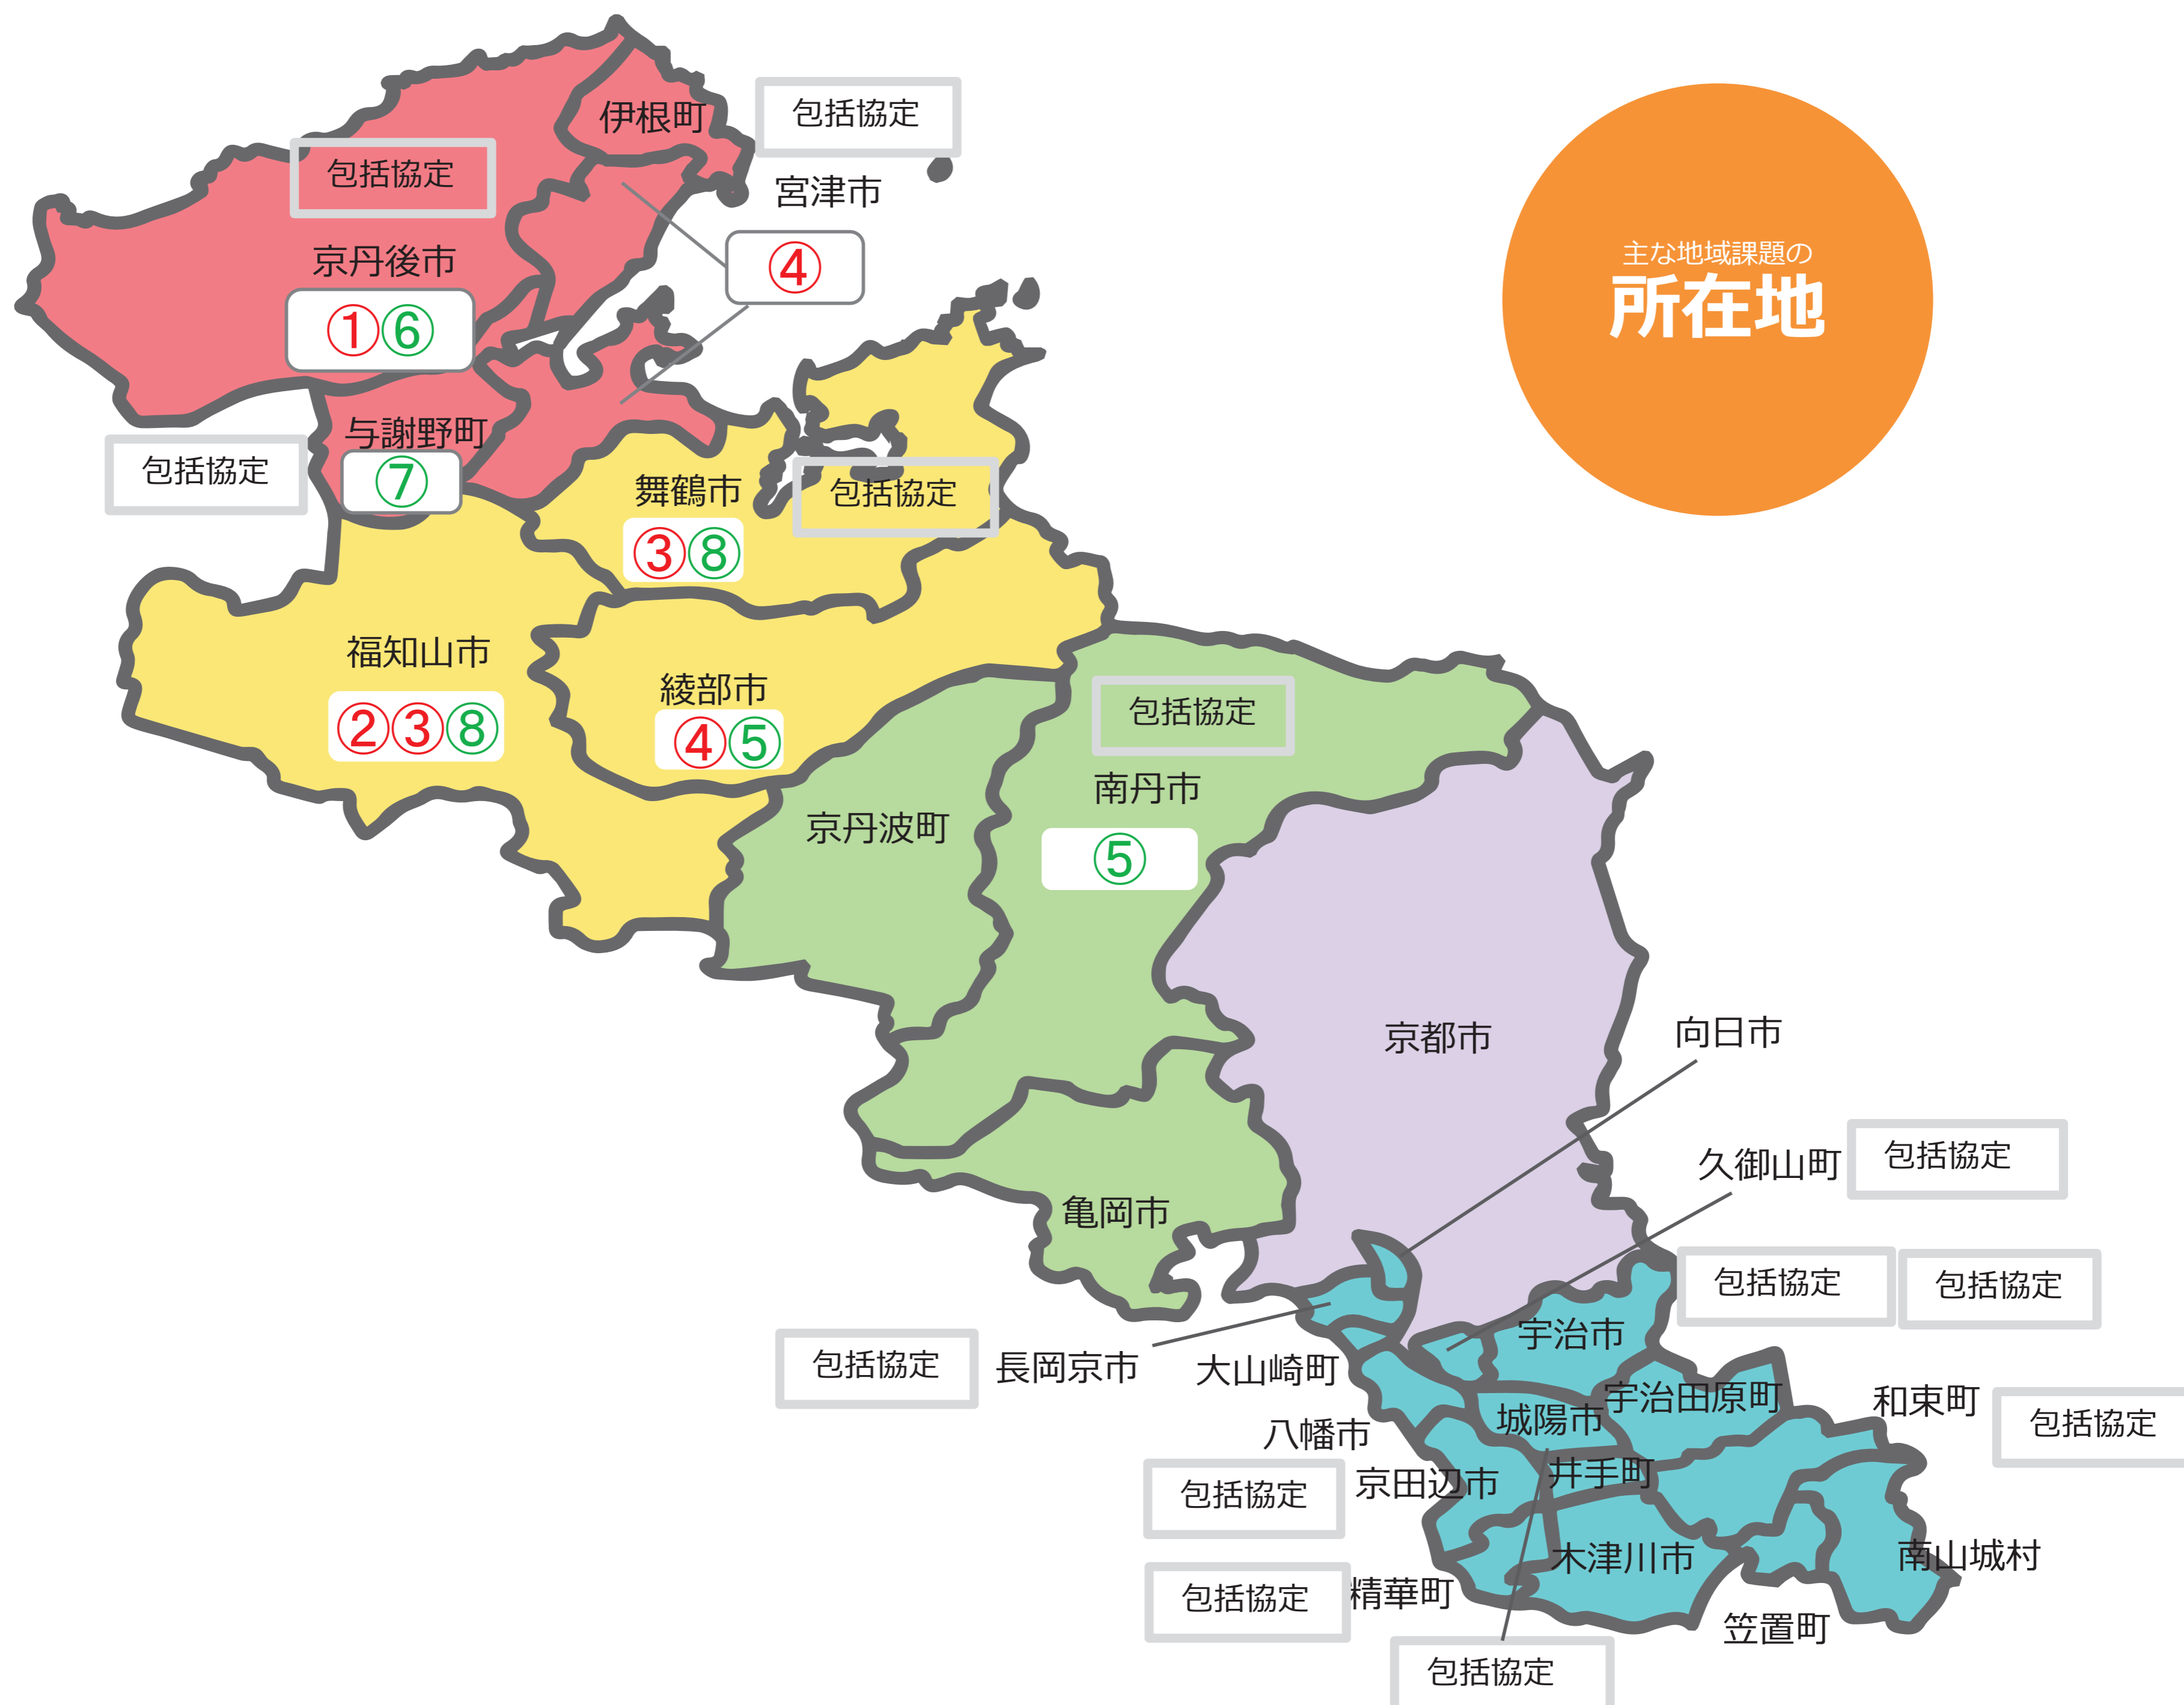 伊根町
包括協定
主な地域課題の
所在地
包括協定
宮津市
京丹後市
④
①⑥
与謝野町
包括協定
⑦
舞鶴市
包括協定
③⑧
福知山市
②③⑧
綾部市
④⑤
包括協定
南丹市
⑤
京丹波町
京都市
向日市
久御山町
包括協定
亀岡市
包括協定
包括協定
宇治市
包括協定
長岡京市
大山崎町
宇治田原町
和束町
包括協定
城陽市
八幡市
井手町
包括協定
京田辺市
木津川市
南山城村
包括協定
精華町
笠置町
包括協定